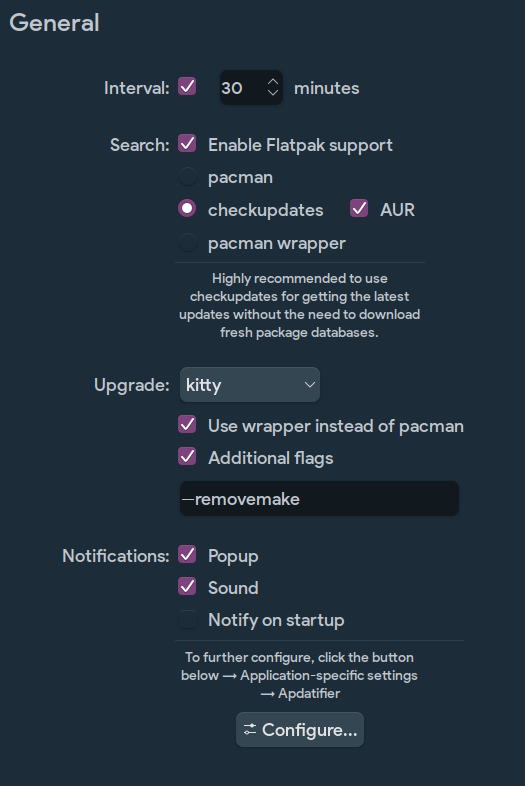 General
Interval: 30 minutes
Search: Enable Flatpak support
pacman
checkupdates AUR
pacman wrapper
Highly recommended to use
checkupdates for getting the latest
updates without the need to download
fresh package databases.
Upgrade: kitty
Use wrapper instead of pacman
Additional flags
—removemake
Notifications: Popup
Sound
Notify on startup
To further configure, click the button
below → Application-specific settings
→ Apdatifier
Configure...